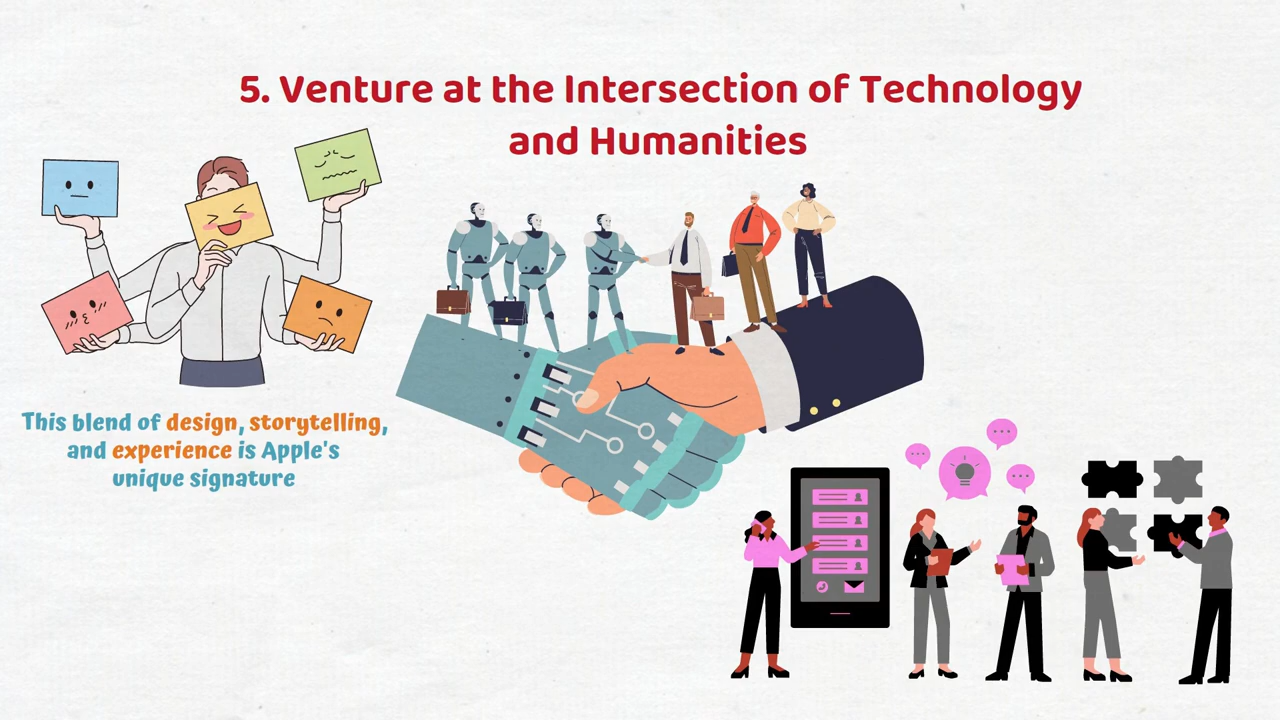 5. Venture at the Intersection of Technology
and Humanities
This blend of design, storytelling,
and experience is Apple's
unique signature